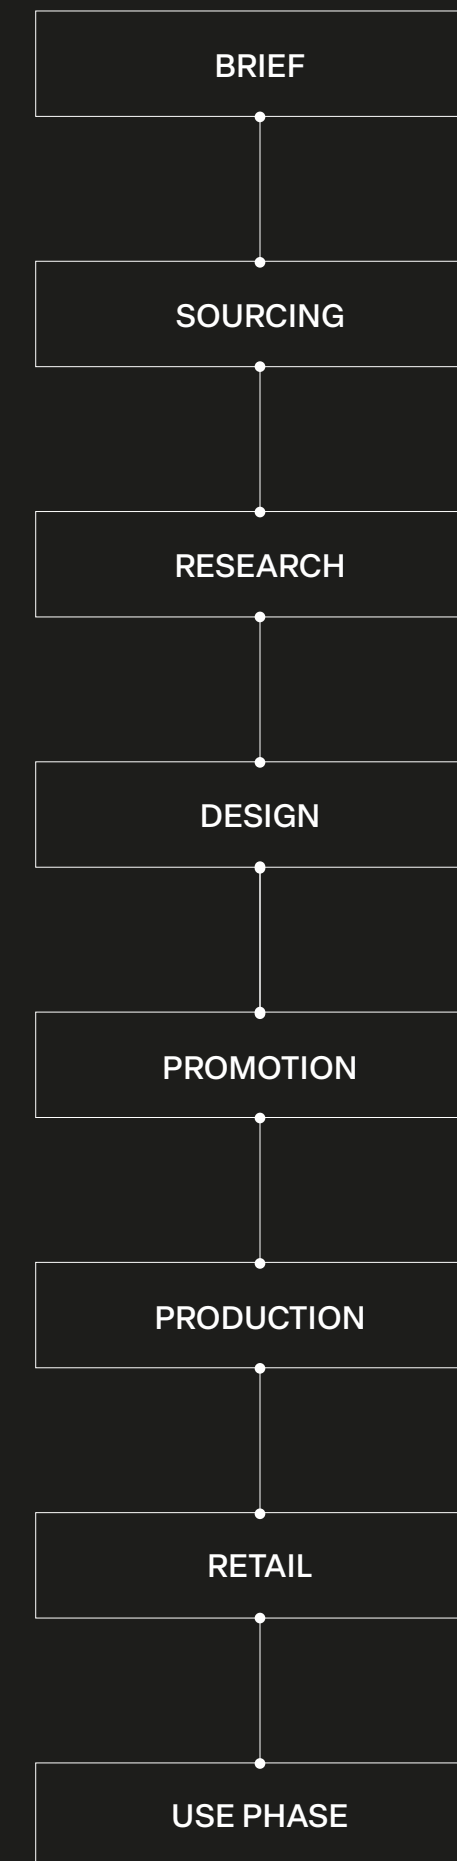 BRIEF
SOURCING
RESEARCH
DESIGN
PROMOTION
PRODUCTION
RETAIL
USE PHASE